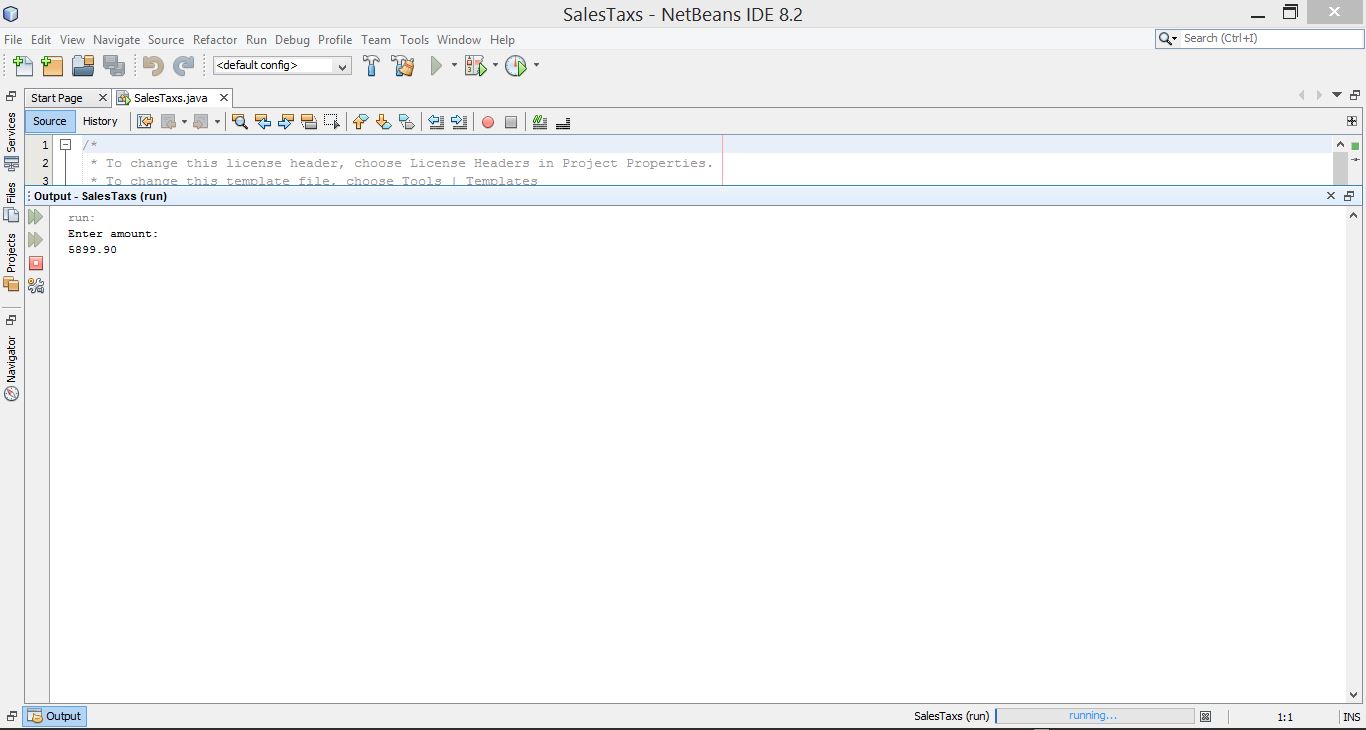 SalesTaxs - NetBeans IDE 8.2
File Edit View Navigate Source Refactor Run Debug Profile Team Tools Window Help
Search (Ctrl+I)
<default config>
Start Page
SalesTaxs.java
Source History
1 /*
2 * To change this license header, choose License Headers in Project Properties.
3 * To change this template file, choose Tools | Templates
Output - SalesTaxs (run)
run:
Enter amount:
5899.90
Services
Files
Projects
Navigator
Output
SalesTaxs (run)
running...
1:1
INS